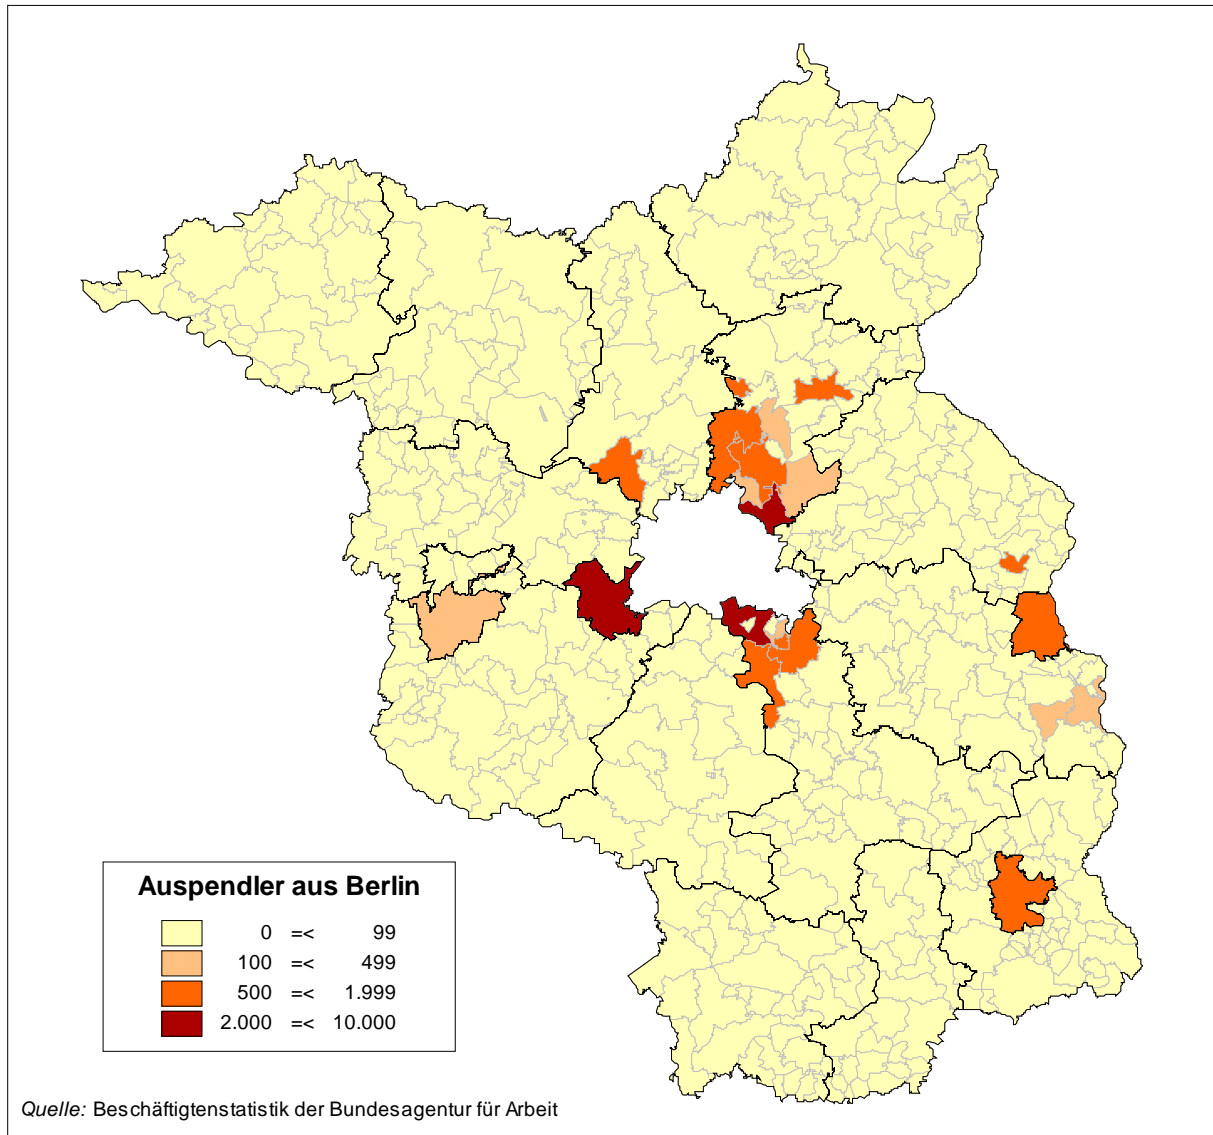 Auspendler aus Berlin
0 =< 99
100 =< 499
500 =< 1.999
2.000 =< 10.000
Quelle: Beschäftigtenstatistik der Bundesagentur für Arbeit